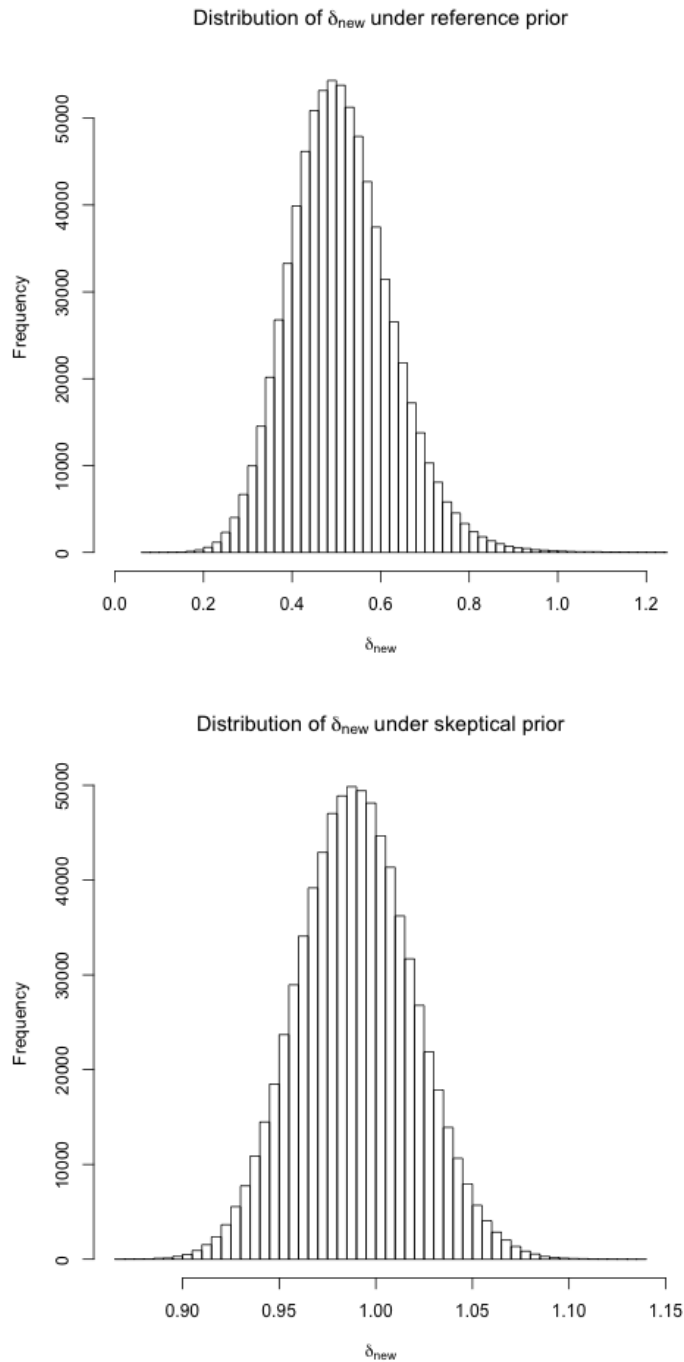 Distribution of δnew under reference prior
Frequency
50000
40000
30000
20000
10000
0
0.0 0.2 0.4 0.6 0.8 1.0 1.2
δnew
Distribution of δnew under skeptical prior
Frequency
50000
40000
30000
20000
10000
0
0.90 0.95 1.00 1.05 1.10 1.15
δnew